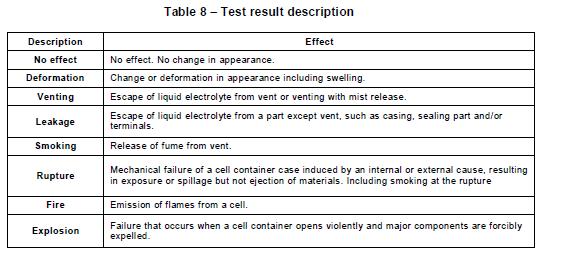 Table 8 – Test result description
Description Effect
No effect No effect. No change in appearance.
Deformation Change or deformation in appearance including swelling.
Venting Escape of liquid electrolyte from vent or venting with mist release.
Leakage Escape of liquid electrolyte from a part except vent, such as casing, sealing part and/or
terminals.
Smoking Release of fume from vent.
Rupture Mechanical failure of a cell container case induced by an internal or external cause, resulting
in exposure or spillage but not ejection of materials. Including smoking at the rupture
Fire Emission of flames from a cell.
Explosion Failure that occurs when a cell container opens violently and major components are forcibly
expelled.